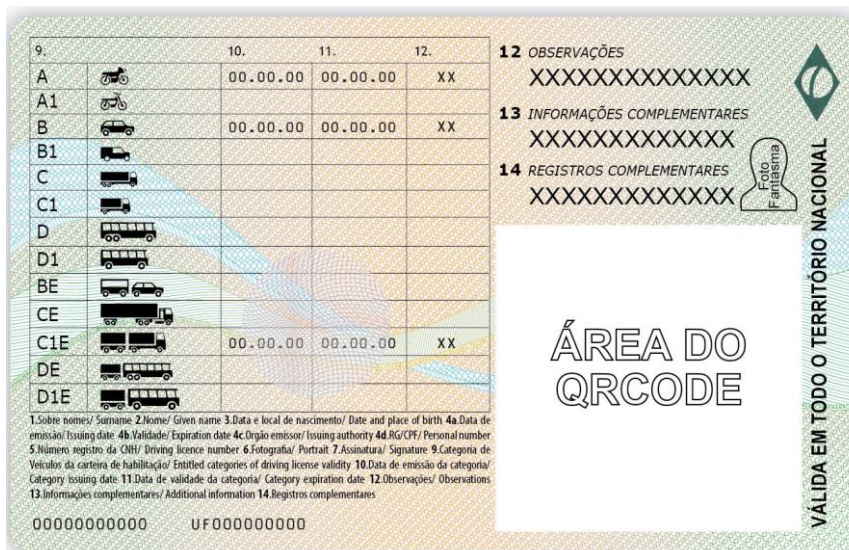 9. 10. 11. 12.
A 00.00.00 00.00.00 XX
A1
B 00.00.00 00.00.00 XX
B1
C
C1
D
D1
BE
CE
C1E 00.00.00 00.00.00 XX
DE
D1E
1.Sobre nomes/ Surname 2.Nome/ Given name 3.Data e local de nascimento/ Date and place of birth 4a.Data de
emissão/ Issuing date 4b.Validade/ Expiration date 4c.Orgão emissor/ Issuing authority 4d.RG/CPF/ Personal number
5.Número registro da CNH/ Driving licence number 6.Fotografia/ Portrait 7.Assinatura/ Signature 9.Categoria de
Veículos da carteira de habilitação/ Entitled categories of driving license validity 10.Data de emissão da categoria/
Category issuing date 11.Data de validade da categoria/ Category expiration date 12.Observações/ Observations
13.Informações complementares/ Additional information 14.Registros complementares
00000000000 UF000000000
12 OBSERVAÇÕES
XXXXXXXXXXXXXX
13 INFORMAÇÕES COMPLEMENTARES
XXXXXXXXXXXXX
14 REGISTROS COMPLEMENTARES
XXXXXXXXXXXXX
Foto
Fantasma
ÁREA DO
QRCODE
VÁLIDA EM TODO O TERRITÓRIO NACIONAL